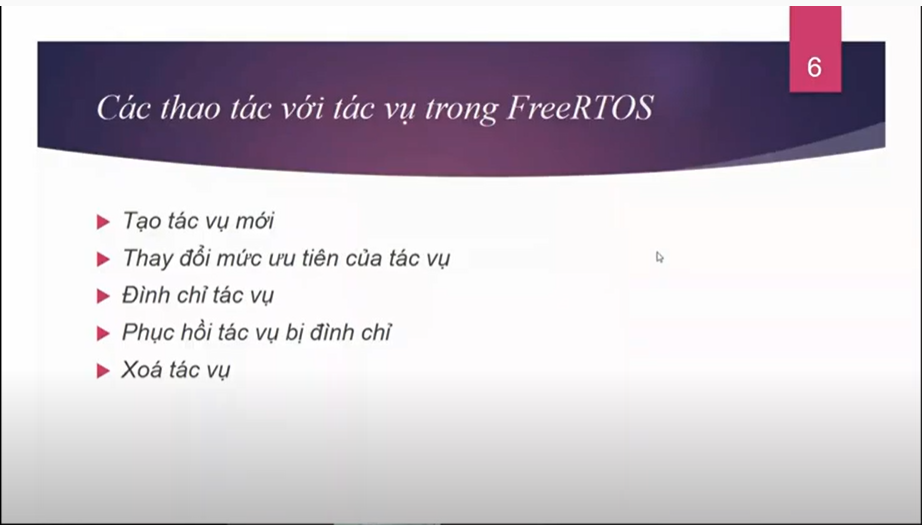 6
Các thao tác với tác vụ trong FreeRTOS
Tạo tác vụ mới
Thay đổi mức ưu tiên của tác vụ
Đình chỉ tác vụ
Phục hồi tác vụ bị đình chỉ
Xoá tác vụ